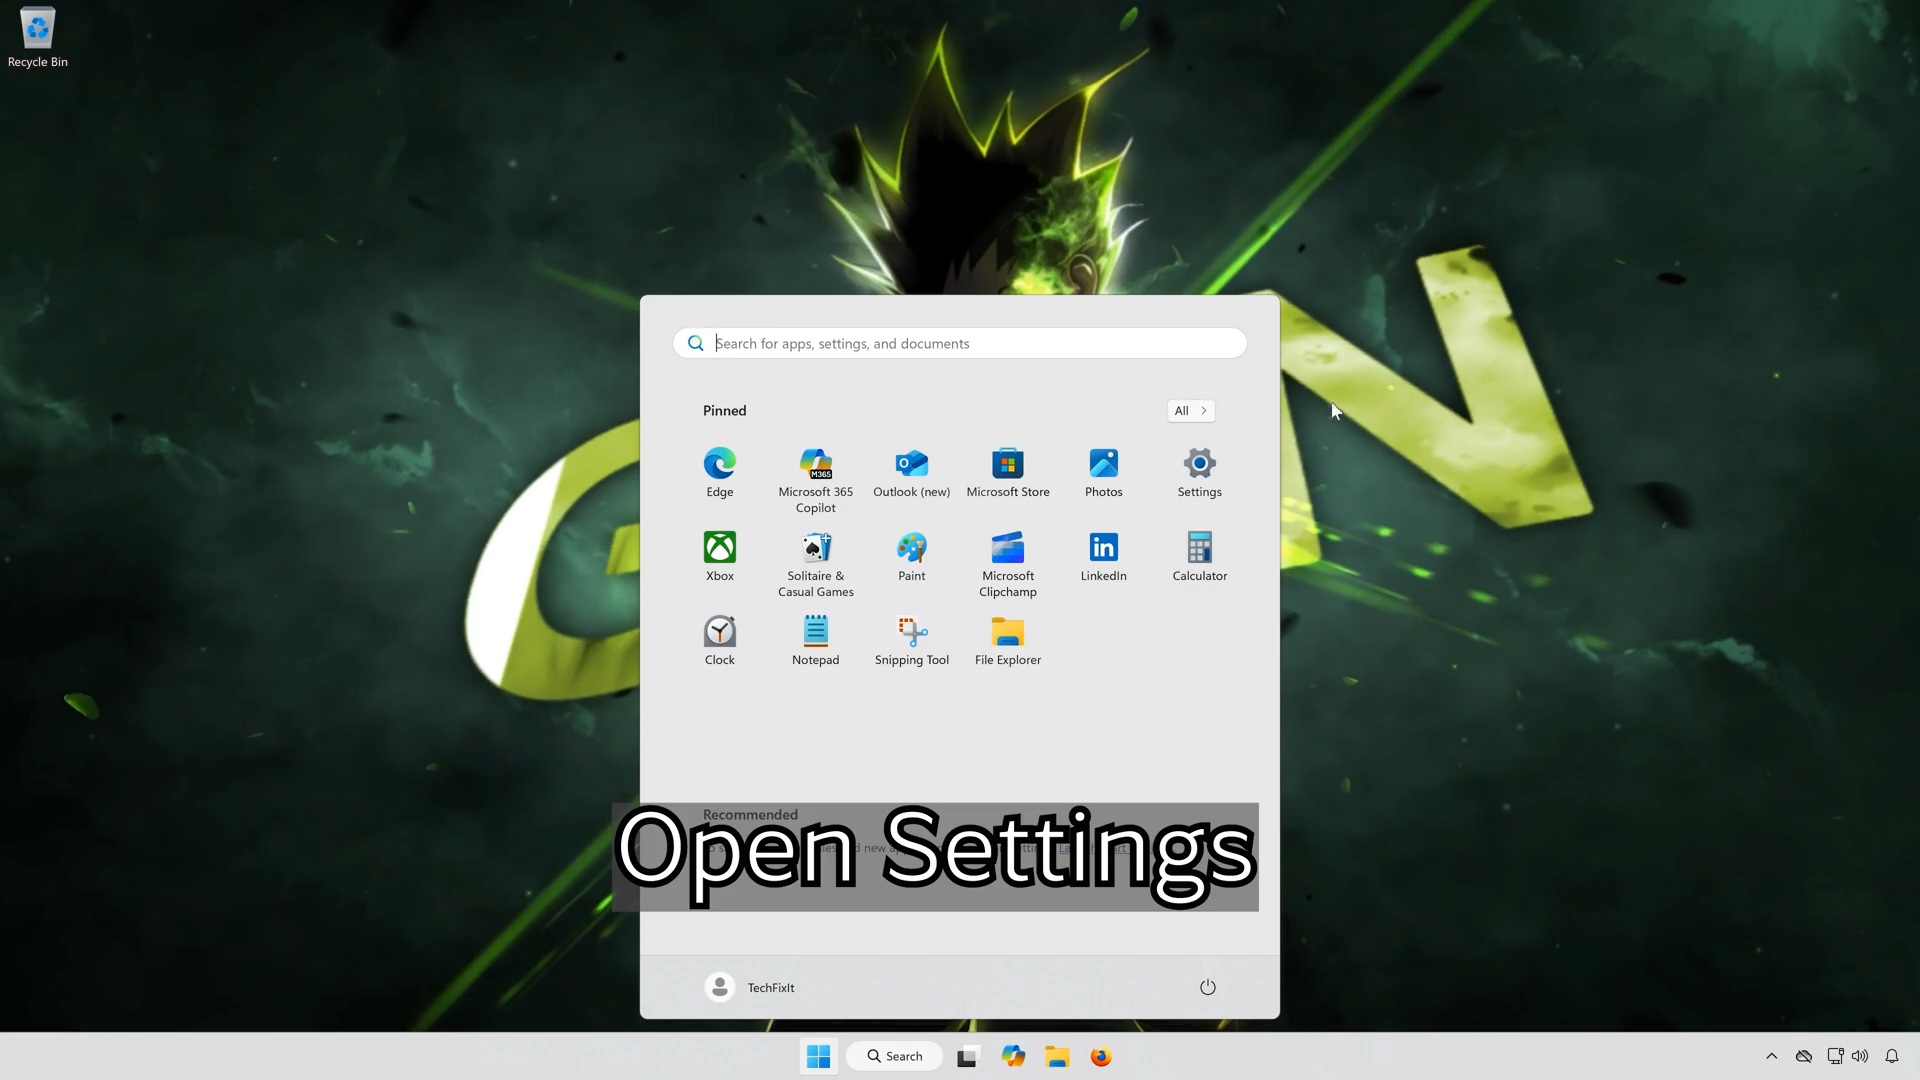 Recycle Bin
GON
Search for apps, settings, and documents
Pinned
All
Edge
Microsoft 365
Copilot
Outlook (new)
Microsoft Store
Photos
Settings
Xbox
Solitaire &
Casual Games
Paint
Microsoft
Clipchamp
LinkedIn
Calculator
Clock
Notepad
Snipping Tool
File Explorer
Recommended
Open Settings
TechFixIt
Search